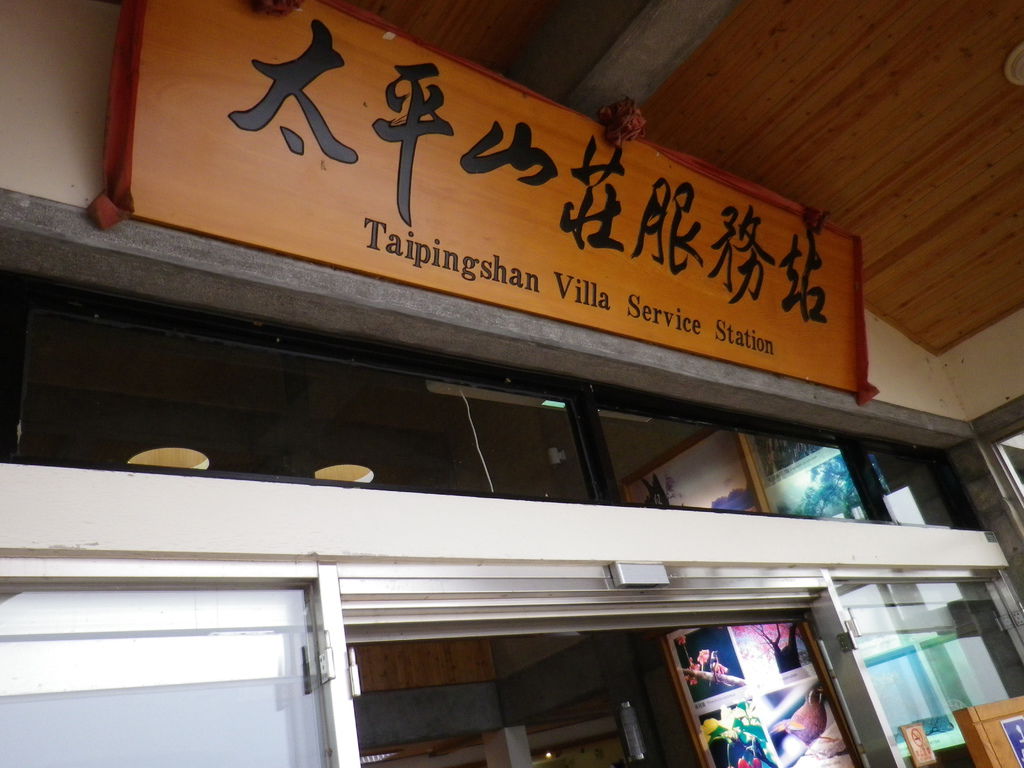 太平山莊服務站
Taipingshan Villa Service Station